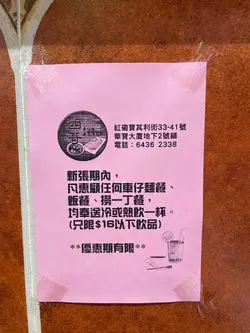 紅磡寶其利街33-41號
華寶大廈地下2號舖
電話：6436 2338
新張期內，
凡惠顧任何車仔麵餐、
飯餐、撈一丁餐，
均奉送冷或熱飲一杯。
(只限$16以下飲品)
**優惠期有限**